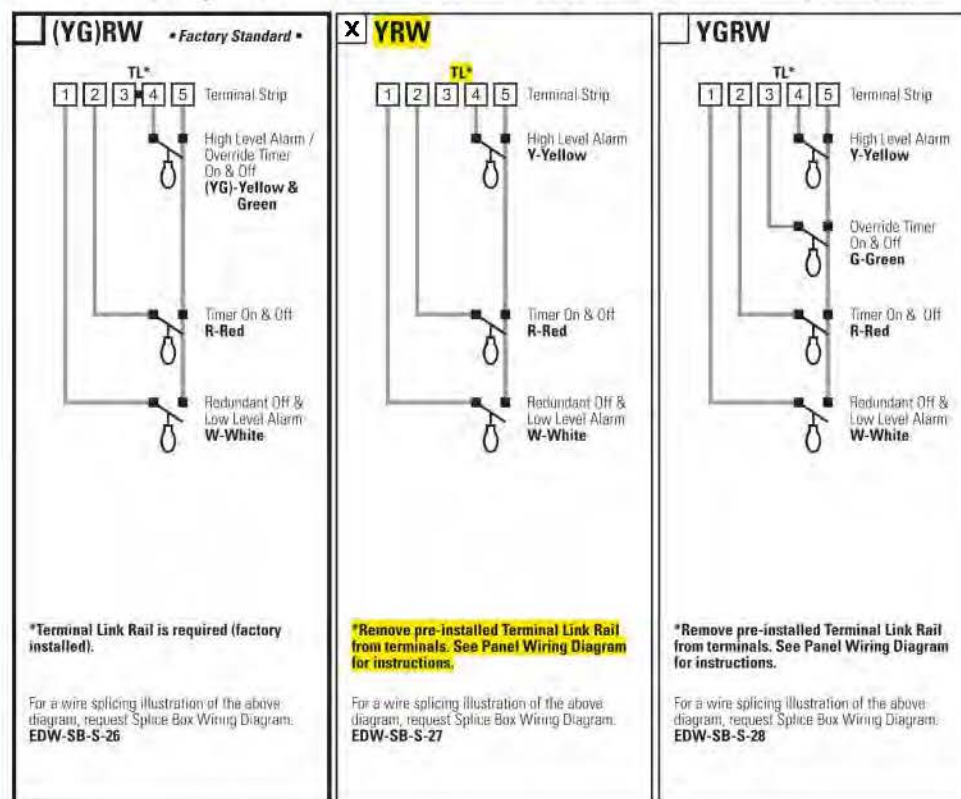 (YG)RW • Factory Standard •
TL*
1 2 3 4 5 Terminal Strip
High Level Alarm /
Override Timer
On & Off
(YG)-Yellow &
Green
Timer On & Off
R-Red
Redundant Off &
Low Level Alarm
W-White
*Terminal Link Rail is required (factory
installed).
For a wire splicing illustration of the above
diagram, request Splice Box Wiring Diagram.
EDW-SB-S-26
X YRW
TL*
1 2 3 4 5 Terminal Strip
High Level Alarm
Y-Yellow
Timer On & Off
R-Red
Redundant Off &
Low Level Alarm
W-White
*Remove pre-installed Terminal Link Rail
from terminals. See Panel Wiring Diagram
for instructions.
For a wire splicing illustration of the above
diagram, request Splice Box Wiring Diagram.
EDW-SB-S-27
YGRW
TL*
1 2 3 4 5 Terminal Strip
High Level Alarm
Y-Yellow
Override Timer
On & Off
G-Green
Timer On & Off
R-Red
Redundant Off &
Low Level Alarm
W-White
*Remove pre-installed Terminal Link Rail
from terminals. See Panel Wiring Diagram
for instructions.
For a wire splicing illustration of the above
diagram, request Splice Box Wiring Diagram.
EDW-SB-S-28